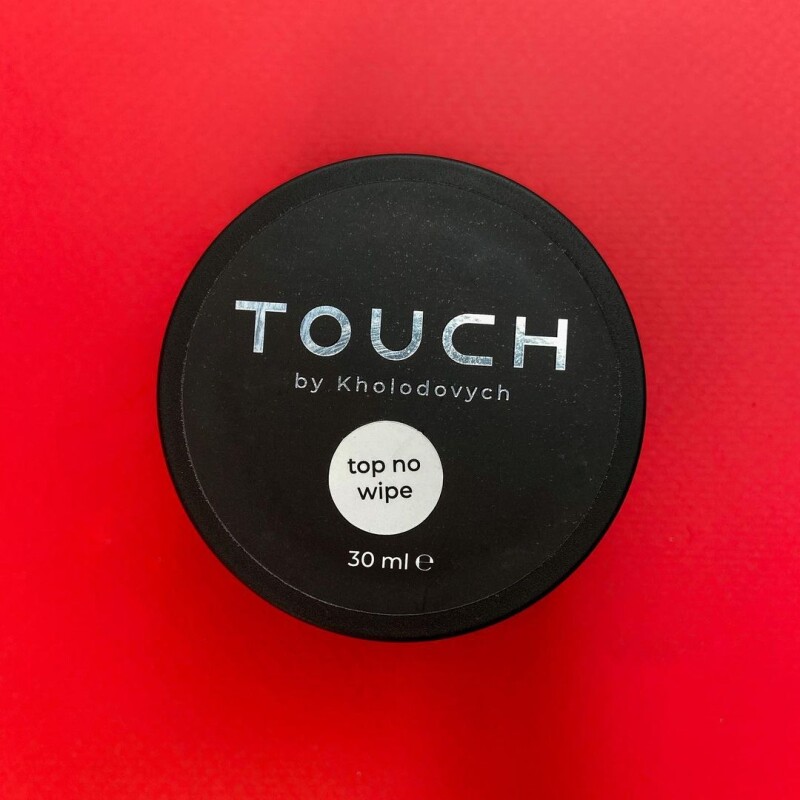 TOUCH
by Kholodovych
top no
wipe
30 ml ℮